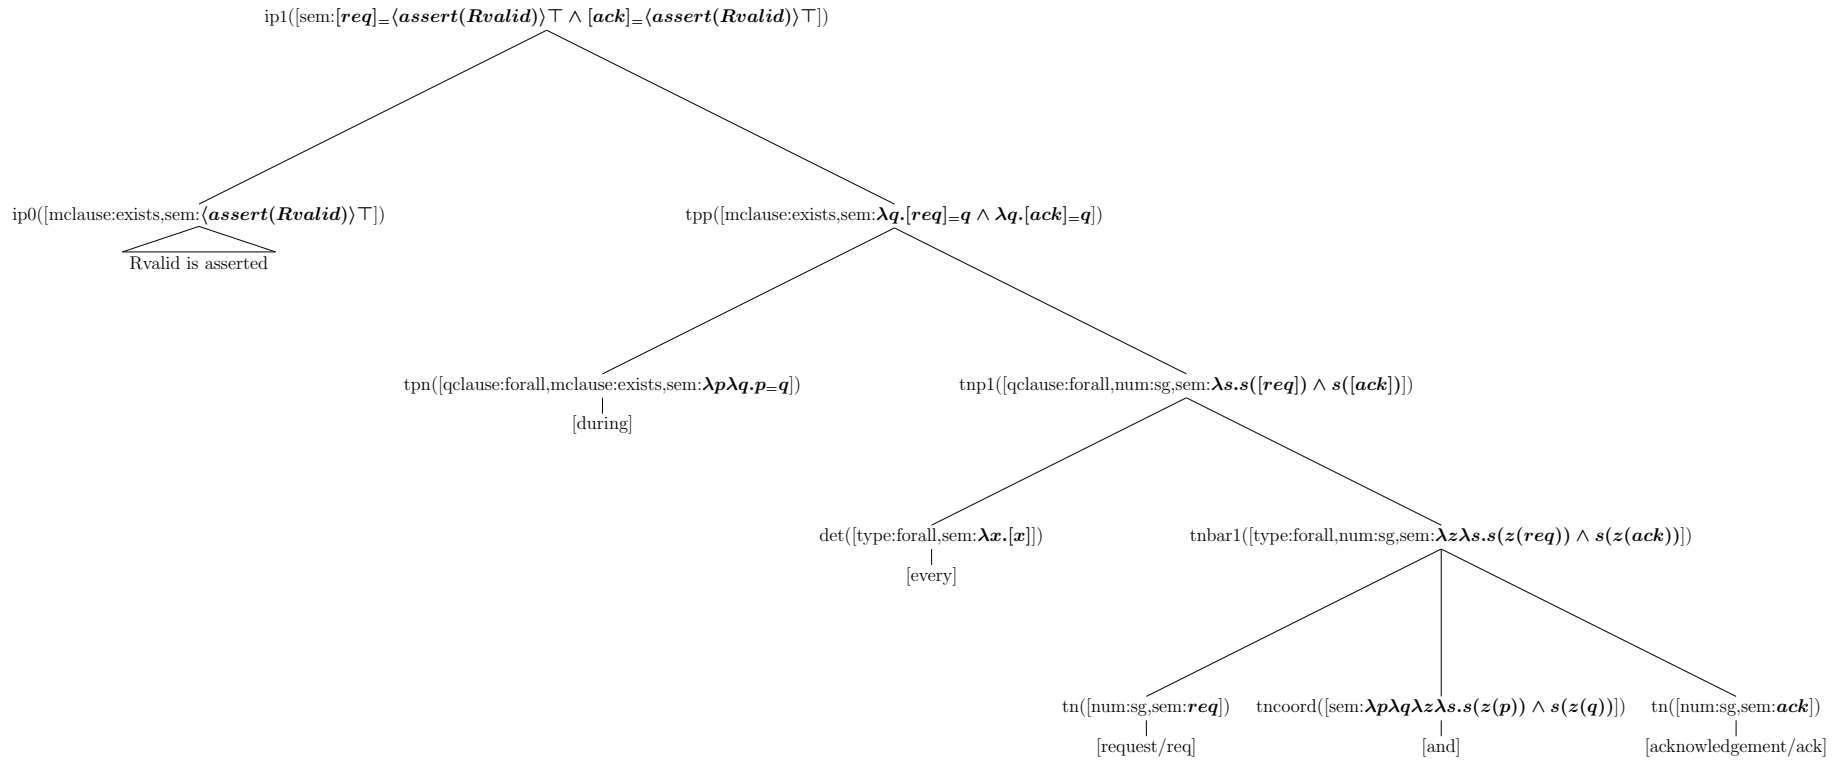 ip1([sem:[req]₌⟨assert(Rvalid)⟩⊤ ∧ [ack]₌⟨assert(Rvalid)⟩⊤])
ip0([mclause:exists,sem:⟨assert(Rvalid)⟩⊤])
tpp([mclause:exists,sem:λq.[req]₌q ∧ λq.[ack]₌q])
Rvalid is asserted
tpn([qclause:forall,mclause:exists,sem:λpλq.p₌q])
tnp1([qclause:forall,num:sg,sem:λs.s([req]) ∧ s([ack])])
[during]
det([type:forall,sem:λx.[x]])
tnbar1([type:forall,num:sg,sem:λzλs.s(z(req)) ∧ s(z(ack))])
[every]
tn([num:sg,sem:req])
tncoord([sem:λpλqλzλs.s(z(p)) ∧ s(z(q))])
tn([num:sg,sem:ack])
[request/req]
[and]
[acknowledgement/ack]